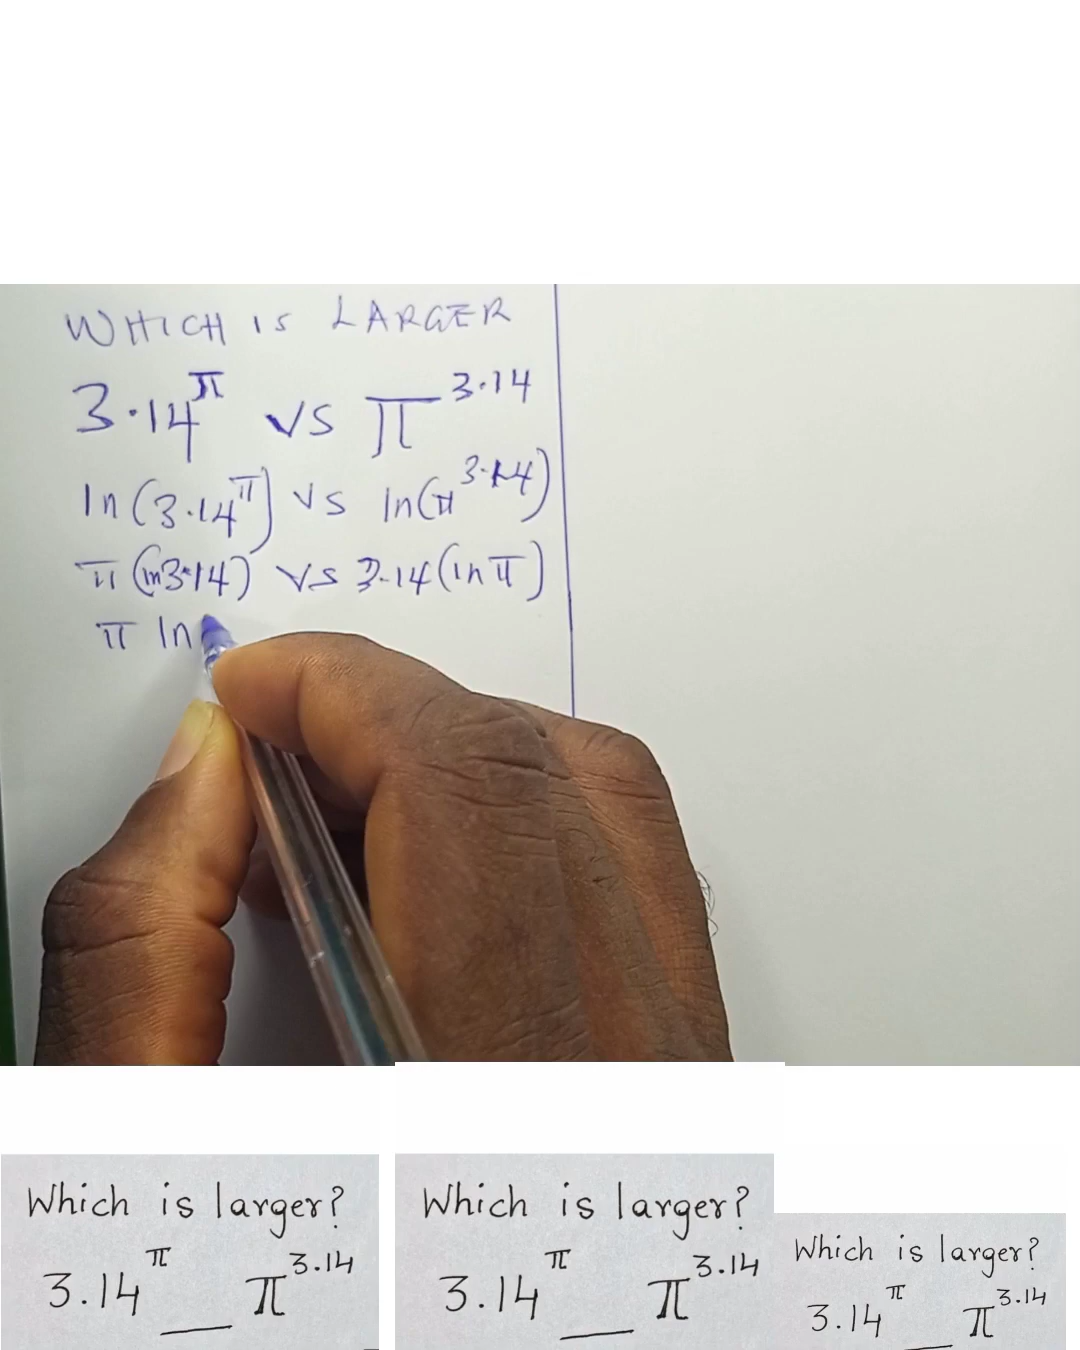 WHICH IS LARGER
3.14^π vs π^3.14
ln(3.14^π) vs ln(π^3.14)
π(ln3.14) vs 3.14(lnπ)
π ln
Which is larger?
3.14^π __ π^3.14
Which is larger?
3.14^π __ π^3.14
Which is larger?
3.14^π __ π^3.14